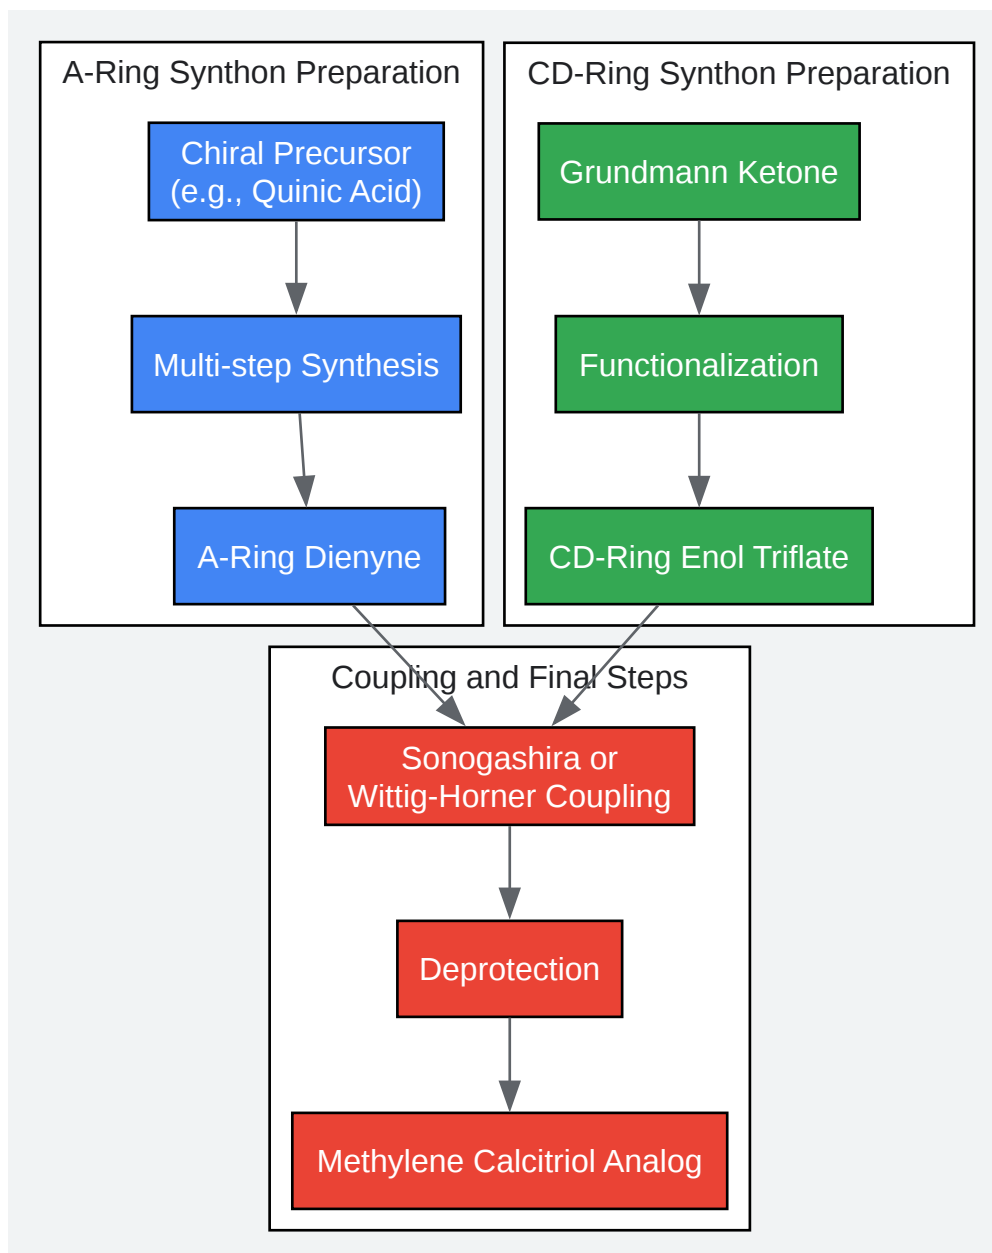 A-Ring Synthon Preparation
Chiral Precursor
(e.g., Quinic Acid)
Multi-step Synthesis
A-Ring Dienyne
CD-Ring Synthon Preparation
Grundmann Ketone
Functionalization
CD-Ring Enol Triflate
Coupling and Final Steps
Sonogashira or
Wittig-Horner Coupling
Deprotection
Methylene Calcitriol Analog